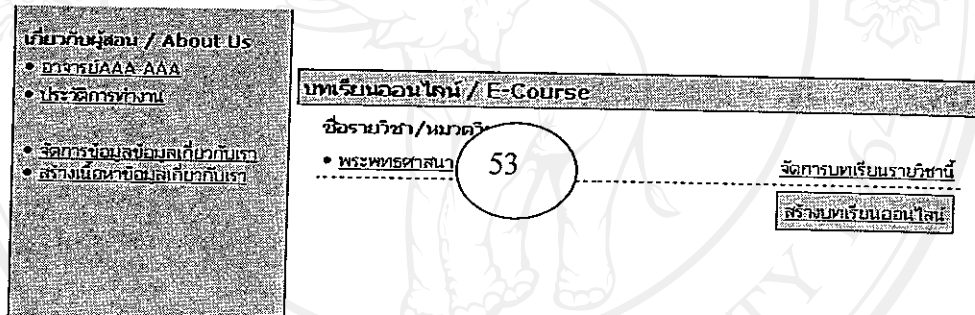 เกี่ยวกับผู้สอน / About Us
• อาจารย์AAA AAA
• ประวัติการทำงาน
• จัดการข้อมูลข้อมูลเกี่ยวกับเรา
• สร้างเนื้อหาข้อมูลเกี่ยวกับเรา
บทเรียนออนไลน์ / E-Course
ชื่อรายวิชา/หมวดวิ
• พระพุทธศาสนา
53
จัดการบทเรียนรายวิชานี้
สร้างบทเรียนออนไลน์